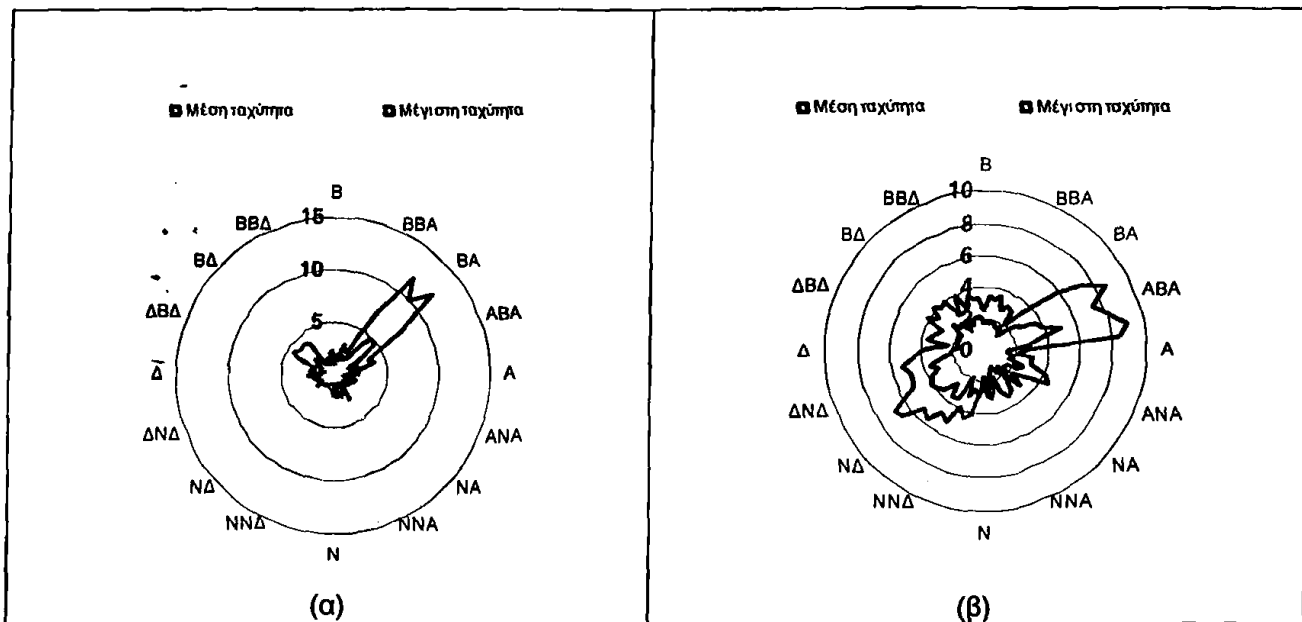 Μέση ταχύτητα Μέγιστη ταχύτητα
Β
15
ΒΒΔ ΒΒΑ
ΒΔ 10 ΒΑ
ΔΒΔ 5 ΑΒΑ
Δ Α
ΔΝΔ ΑΝΑ
ΝΔ ΝΑ
ΝΝΔ ΝΝΑ
Ν
(α)
Μέση ταχύτητα Μέγιστη ταχύτητα
Β
10
ΒΒΔ ΒΒΑ
8
ΒΔ 6 ΒΑ
ΔΒΔ 4 ΑΒΑ
Δ 0 Α
ΔΝΔ ΑΝΑ
ΝΔ ΝΑ
ΝΝΔ ΝΝΑ
Ν
(β)